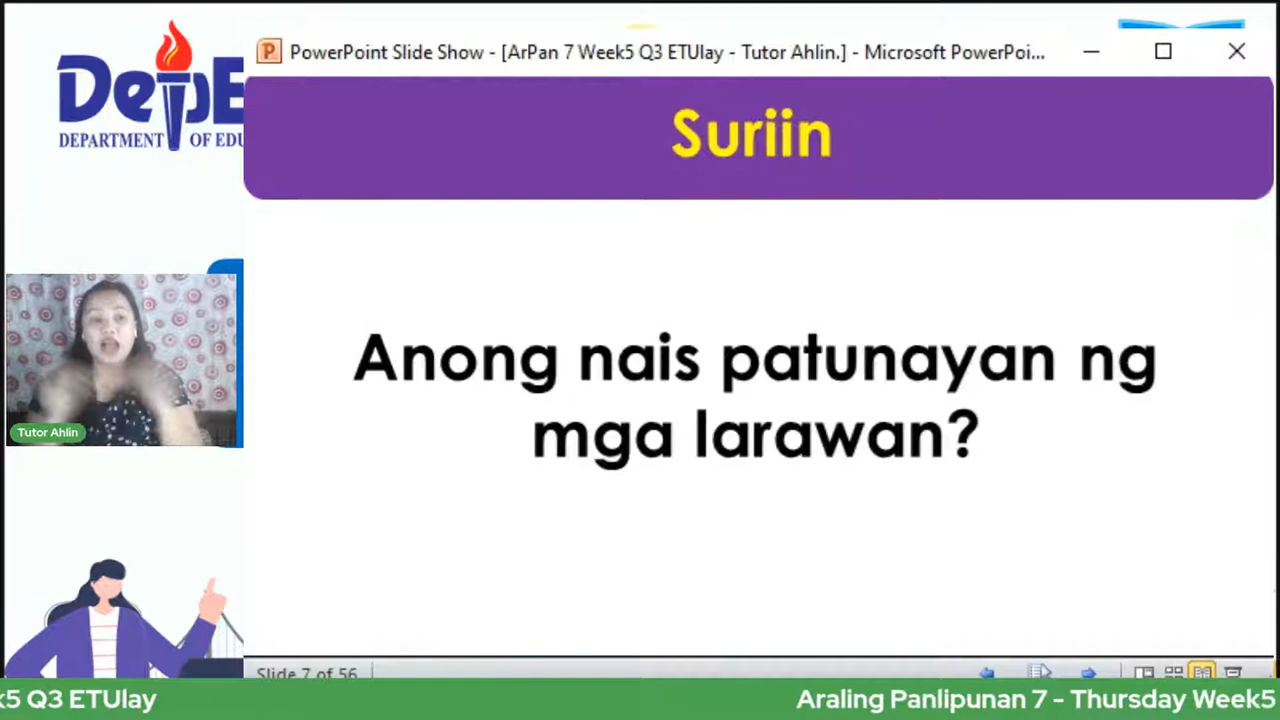 DepE
DEPARTMENT OF EDU
PowerPoint Slide Show - [ArPan 7 Week5 Q3 ETUlay - Tutor Ahlin.] - Microsoft PowerPoi...
Suriin
Anong nais patunayan ng
mga larawan?
Tutor Ahlin
Slide 7 of 56
k5 Q3 ETUlay
Araling Panlipunan 7 - Thursday Week5